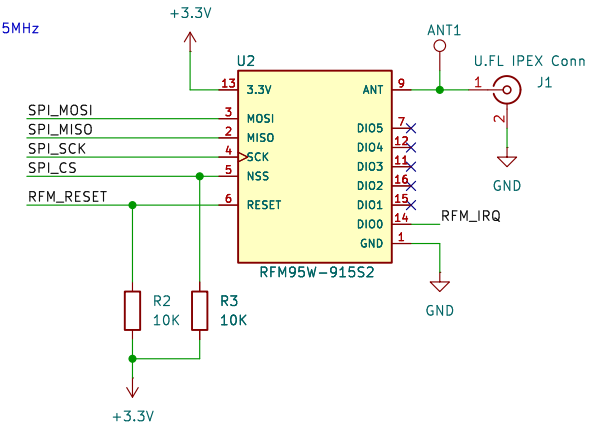 +3.3V
5MHz
ANT1
U2
U.FL IPEX Conn
13 3.3V
ANT 9
1
J1
SPI_MOSI
3 MOSI
DIO5 7
2
SPI_MISO
2 MISO
DIO4 12
SPI_SCK
4 SCK
DIO3 11
SPI_CS
5 NSS
DIO2 16
GND
RFM_RESET
6 RESET
DIO1 15
DIO0 14
RFM_IRQ
GND 1
RFM95W-915S2
GND
R2
10K
R3
10K
+3.3V